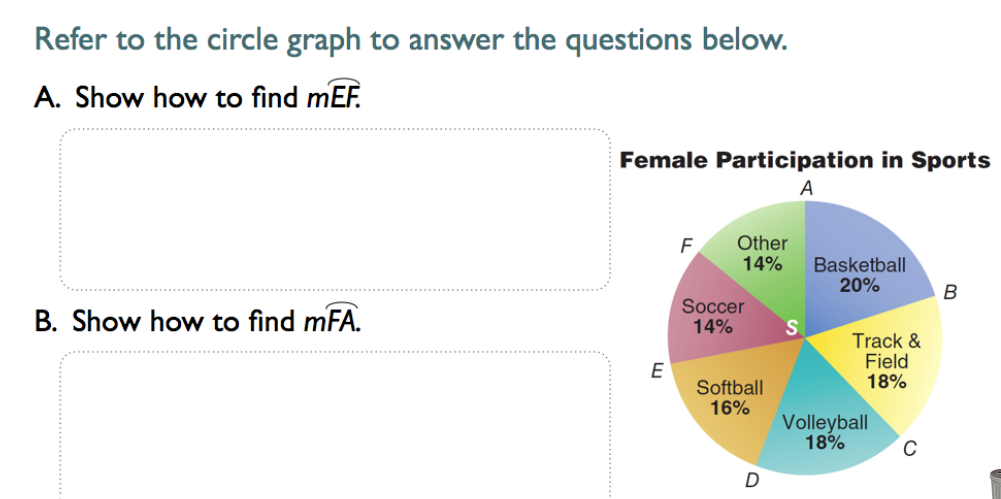 Refer to the circle graph to answer the questions below.
A. Show how to find mEF.
B. Show how to find mFA.
Female Participation in Sports
A
F
Other
14%
Basketball
20%
B
Soccer
14%
S
Track &
Field
18%
E
Softball
16%
Volleyball
18%
C
D